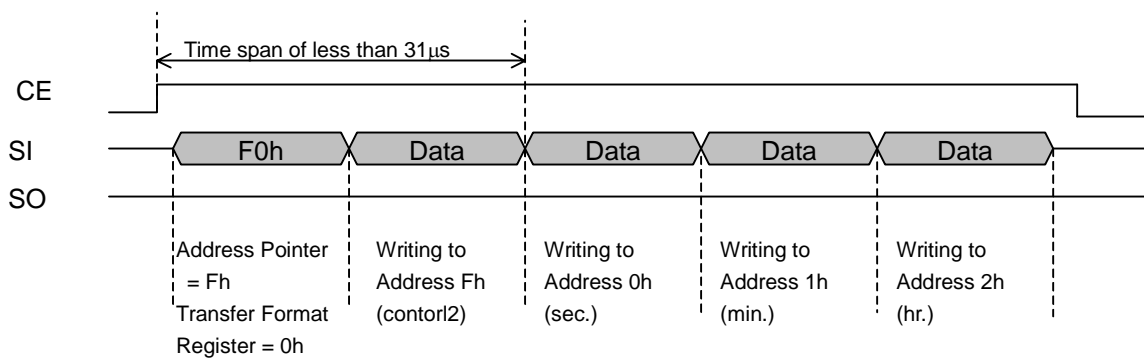 Time span of less than 31μs
CE
SI
F0h
Data
Data
Data
Data
SO
Address Pointer
= Fh
Transfer Format
Register = 0h
Writing to
Address Fh
(contorl2)
Writing to
Address 0h
(sec.)
Writing to
Address 1h
(min.)
Writing to
Address 2h
(hr.)